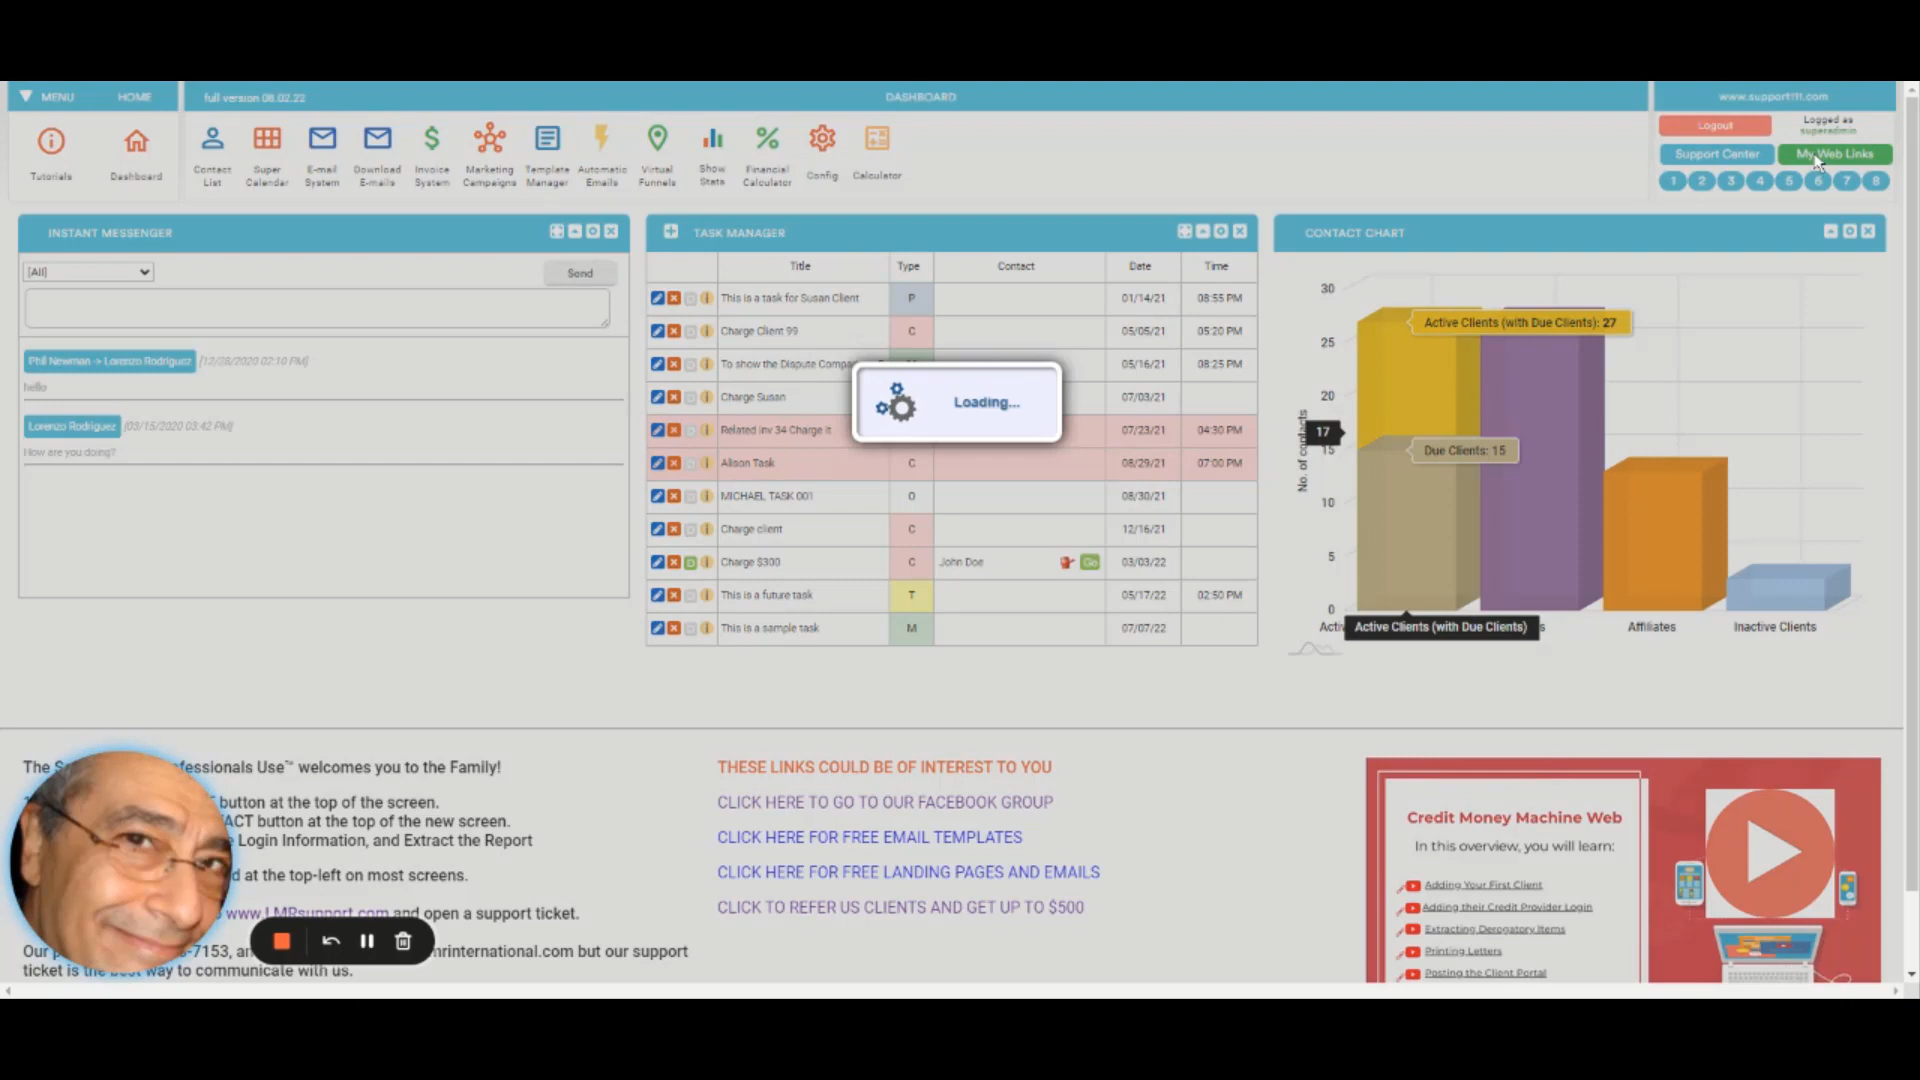 MENU HOME
full version 08.02.22
DASHBOARD
www.support111.com
Logout
Logged as
superadmin
Support Center
My Web Links
1 2 3 4 5 6 7 8
Tutorials
Dashboard
Contact List
Super Calendar
E-mail System
Download E-mails
Invoice System
Marketing Campaigns
Template Manager
Automatic Emails
Virtual Funnels
Show Stats
Financial Calculator
Config
Calculator
INSTANT MESSENGER
[All]
Send
Phil Newman -> Lorenzo Rodriguez [12/28/2020 02:10 PM]
hello
Lorenzo Rodriguez [03/15/2020 03:42 PM]
How are you doing?
TASK MANAGER
Title Type Contact Date Time
This is a task for Susan Client P 01/14/21 08:55 PM
Charge Client 99 C 05/05/21 05:20 PM
To show the Dispute Compa 05/16/21 08:25 PM
Charge Susan 07/03/21
Related Inv 34 Charge it 07/23/21 04:30 PM
Alison Task C 08/29/21 07:00 PM
MICHAEL TASK 001 O 08/30/21
Charge client C 12/16/21
Charge $300 C John Doe Go 03/03/22
This is a future task T 05/17/22 02:50 PM
This is a sample task M 07/07/22
Loading...
CONTACT CHART
30
25
20
15
10
5
0
17
No. of contacts
Active Clients (with Due Clients): 27
Due Clients: 15
Acti Active Clients (with Due Clients) s Affiliates Inactive Clients
The S fessionals Use™ welcomes you to the Family!
button at the top of the screen.
ACT button at the top of the new screen.
e Login Information, and Extract the Report
d at the top-left on most screens.
www.LMRsupport.com and open a support ticket.
Our p -7153, an mrinternational.com but our support
ticket is the best way to communicate with us.
THESE LINKS COULD BE OF INTEREST TO YOU
CLICK HERE TO GO TO OUR FACEBOOK GROUP
CLICK HERE FOR FREE EMAIL TEMPLATES
CLICK HERE FOR FREE LANDING PAGES AND EMAILS
CLICK TO REFER US CLIENTS AND GET UP TO $500
Credit Money Machine Web
In this overview, you will learn:
Adding Your First Client
Adding their Credit Provider Login
Extracting Derogatory Items
Printing Letters
Posting the Client Portal